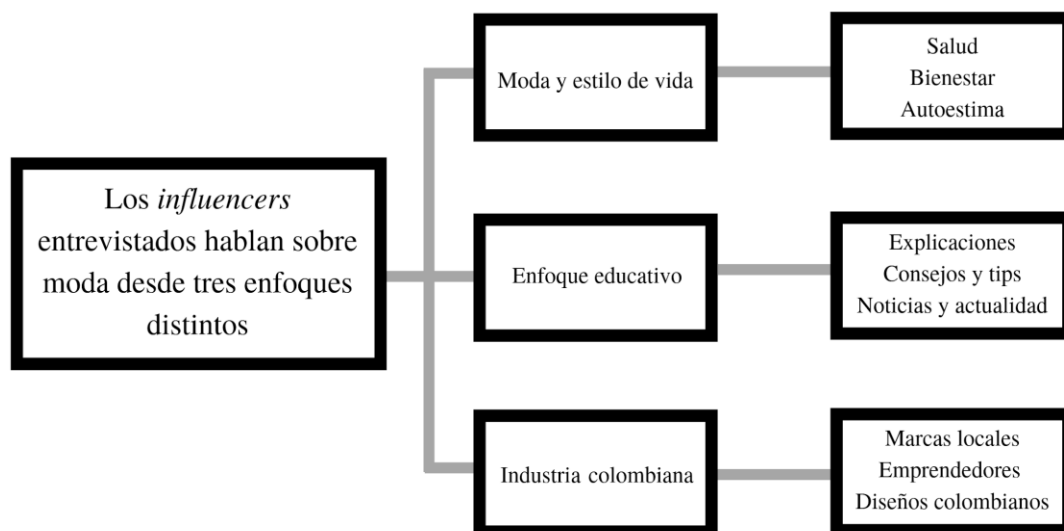 Los influencers
entrevistados hablan sobre
moda desde tres enfoques
distintos
Moda y estilo de vida
Salud
Bienestar
Autoestima
Enfoque educativo
Explicaciones
Consejos y tips
Noticias y actualidad
Industria colombiana
Marcas locales
Emprendedores
Diseños colombianos